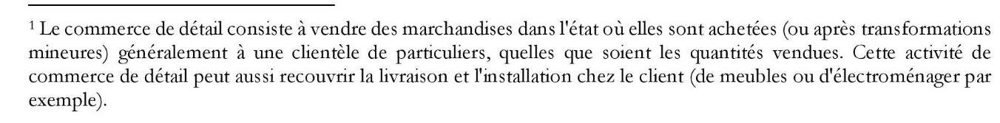 ¹ Le commerce de détail consiste à vendre des marchandises dans l'état où elles sont achetées (ou après transformations
mineures) généralement à une clientèle de particuliers, quelles que soient les quantités vendues. Cette activité de
commerce de détail peut aussi recouvrir la livraison et l'installation chez le client (de meubles ou d'électroménager par
exemple).